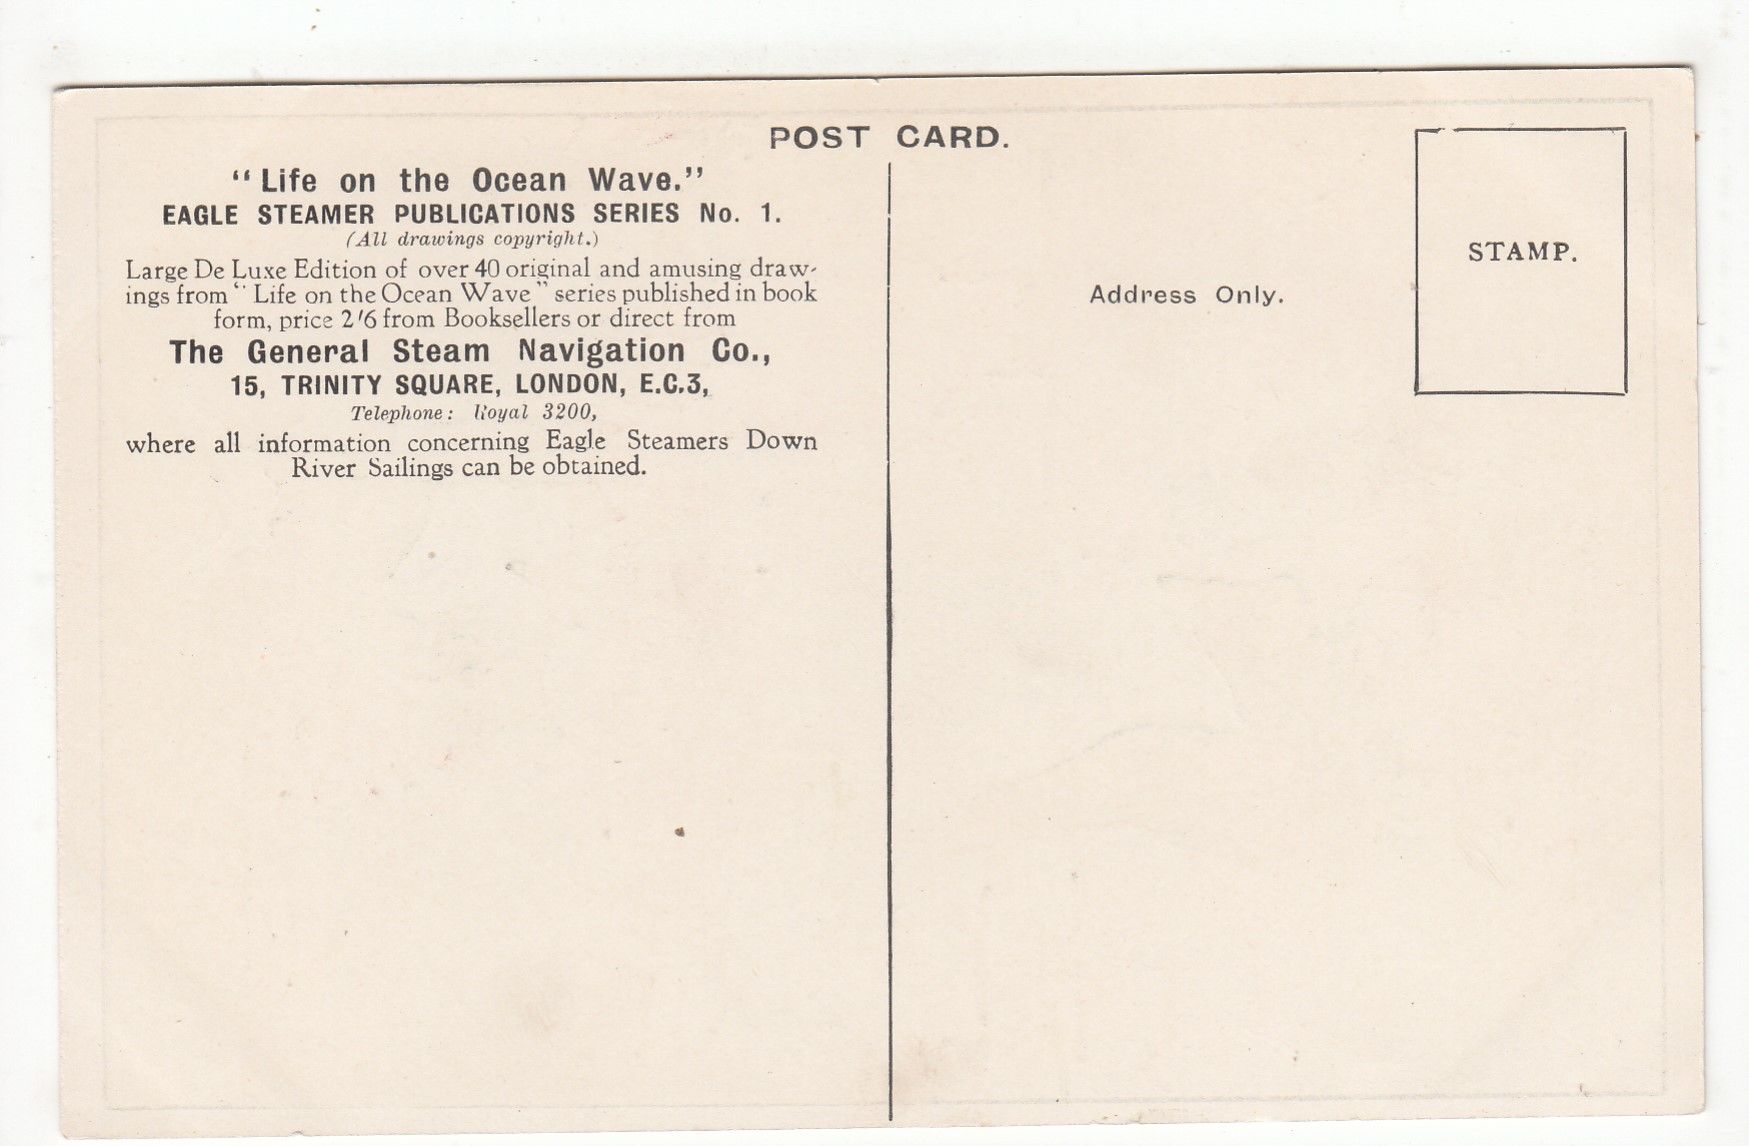 POST CARD.
"Life on the Ocean Wave."
EAGLE STEAMER PUBLICATIONS SERIES No. 1.
(All drawings copyright.)
Large De Luxe Edition of over 40 original and amusing draw-
ings from "Life on the Ocean Wave" series published in book
form, price 2/6 from Booksellers or direct from
The General Steam Navigation Co.,
15, TRINITY SQUARE, LONDON, E.C.3,
Telephone: Royal 3200,
where all information concerning Eagle Steamers Down
River Sailings can be obtained.
Address Only.
STAMP.